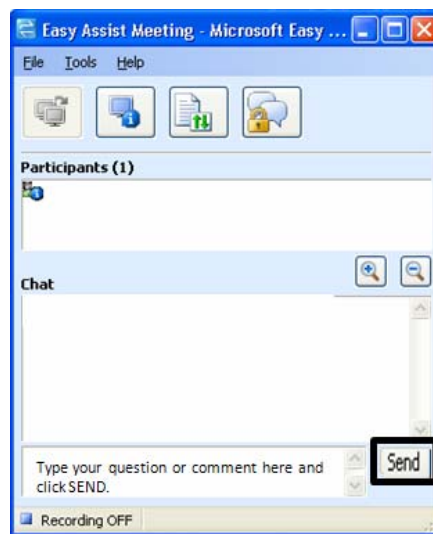 Easy Assist Meeting - Microsoft Easy ...
File Tools Help
Participants (1)
Chat
Type your question or comment here and
click SEND.
Send
Recording OFF